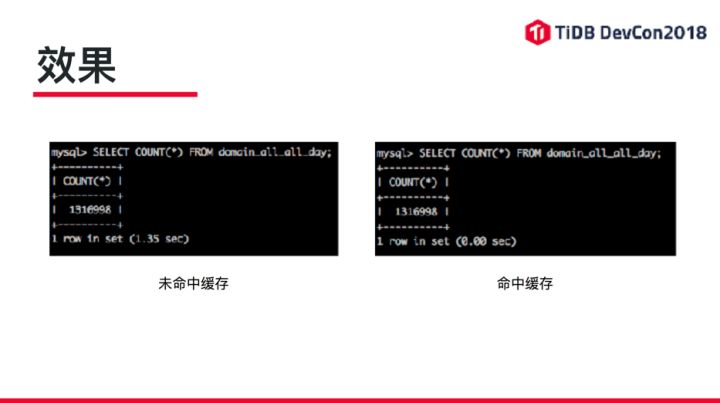 TiDB DevCon2018
效果
mysql> SELECT COUNT(*) FROM domain_all_all_day;
+----------+
| COUNT(*) |
+----------+
| 1316998 |
+----------+
1 row in set (1.35 sec)
未命中缓存
mysql> SELECT COUNT(*) FROM domain_all_all_day;
+----------+
| COUNT(*) |
+----------+
| 1316998 |
+----------+
1 row in set (0.00 sec)
命中缓存